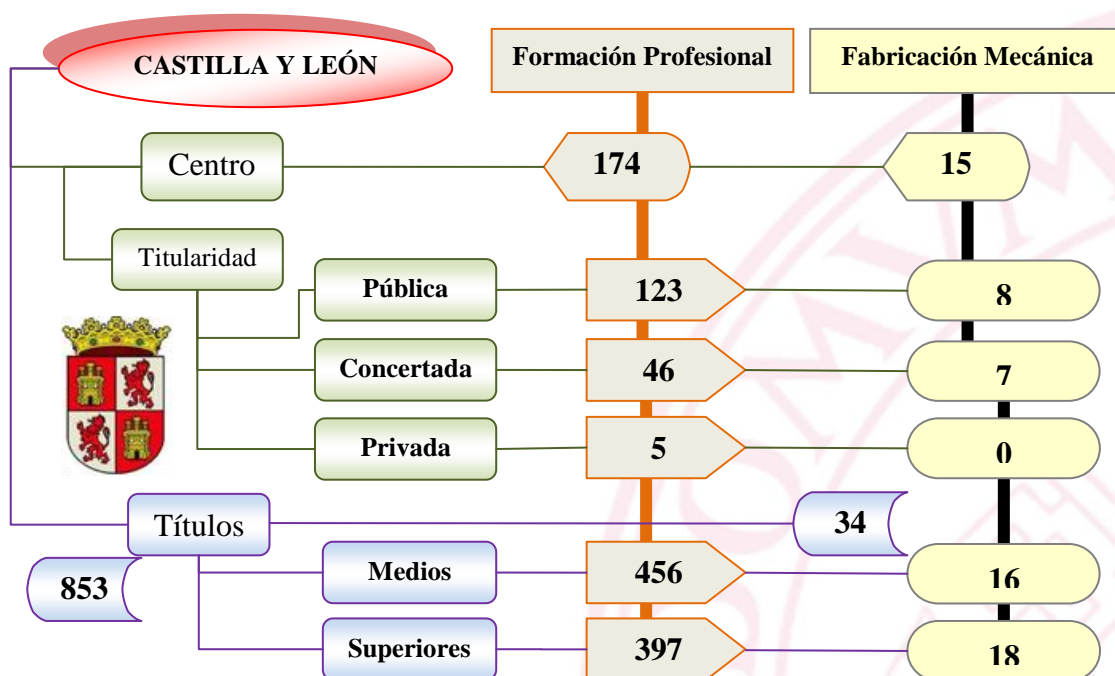 CASTILLA Y LEÓN
Formación Profesional
Fabricación Mecánica
Centro
174
15
Titularidad
Pública
123
8
Concertada
46
7
Privada
5
0
Títulos
34
853
Medios
456
16
Superiores
397
18